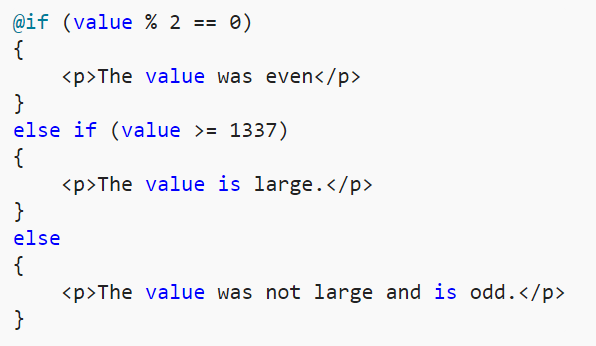 @if (value % 2 == 0)
{
    <p>The value was even</p>
}
else if (value >= 1337)
{
    <p>The value is large.</p>
}
else
{
    <p>The value was not large and is odd.</p>
}